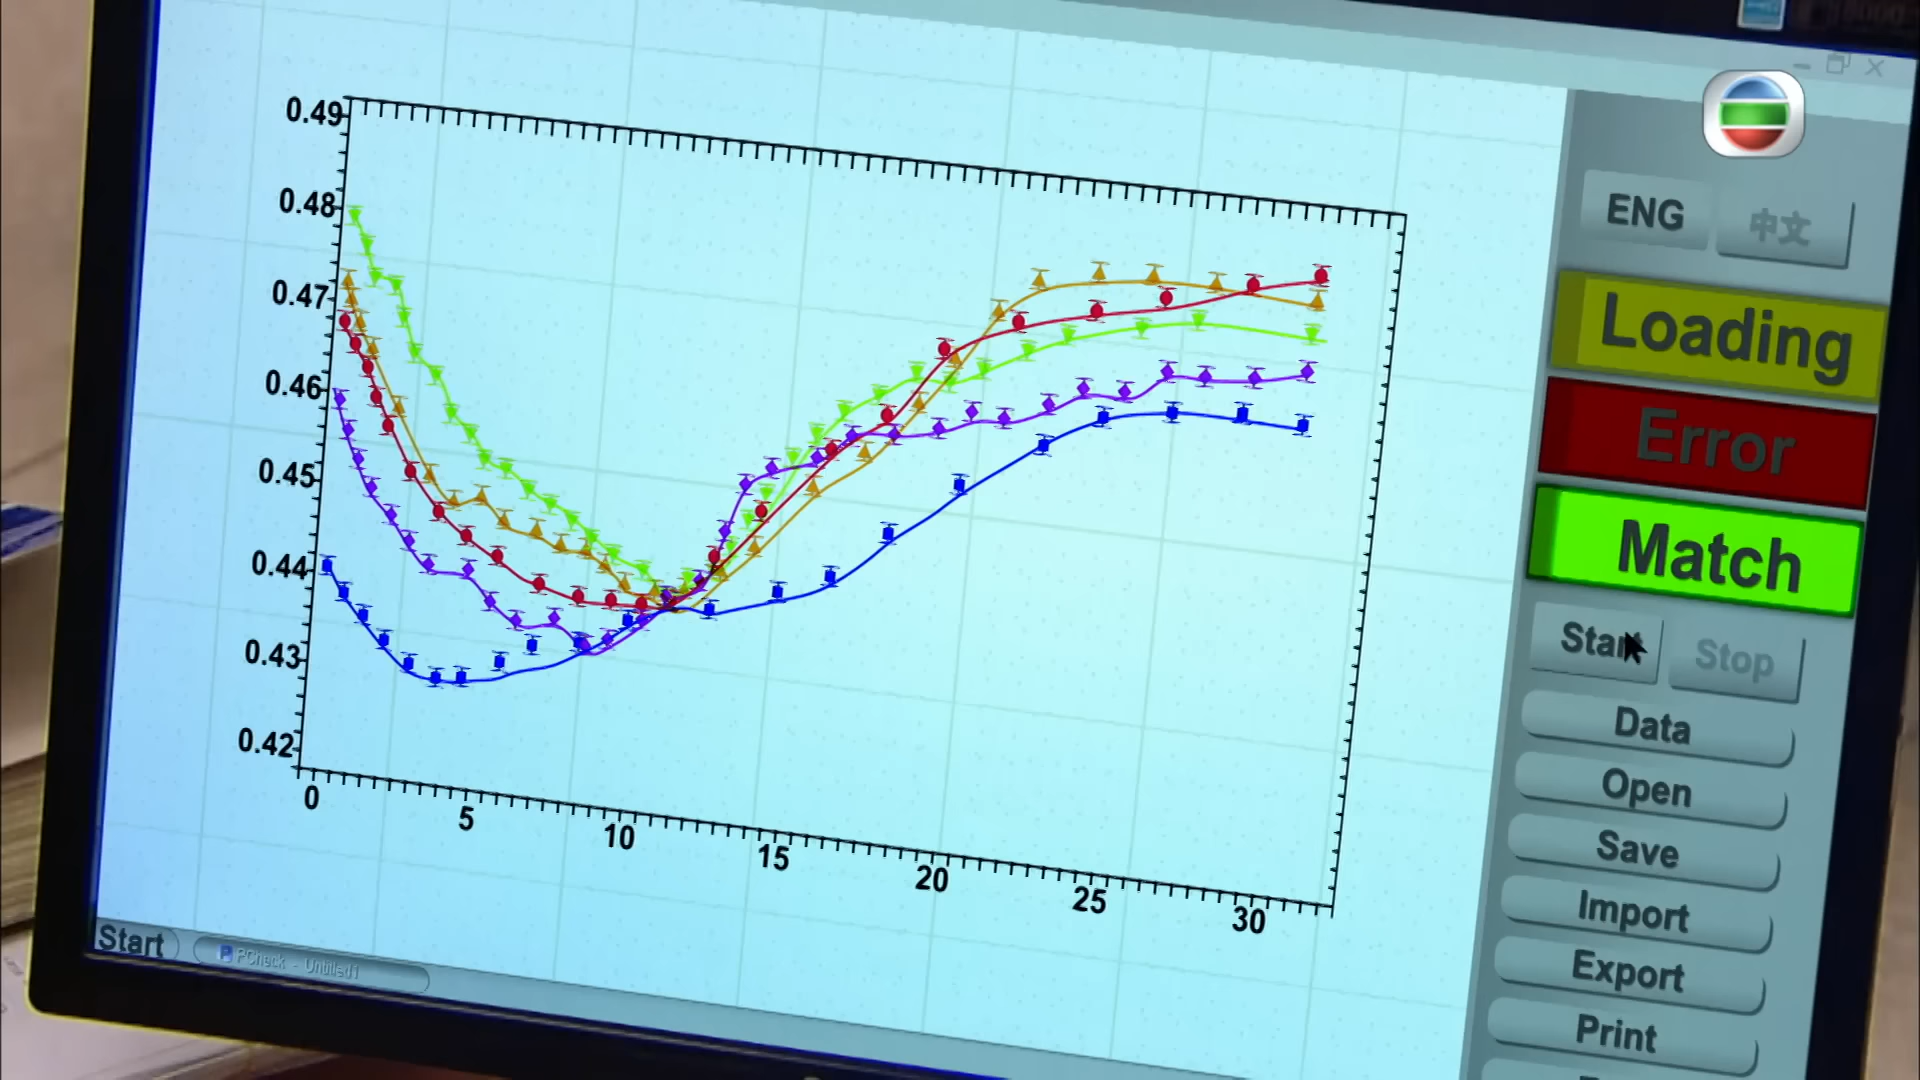 0.49
0.48
0.47
0.46
0.45
0.44
0.43
0.42
0
5
10
15
20
25
30
ENG
中文
Loading
Error
Match
Start
Stop
Data
Open
Save
Import
Export
Print
Start
PCheck - Untitled1